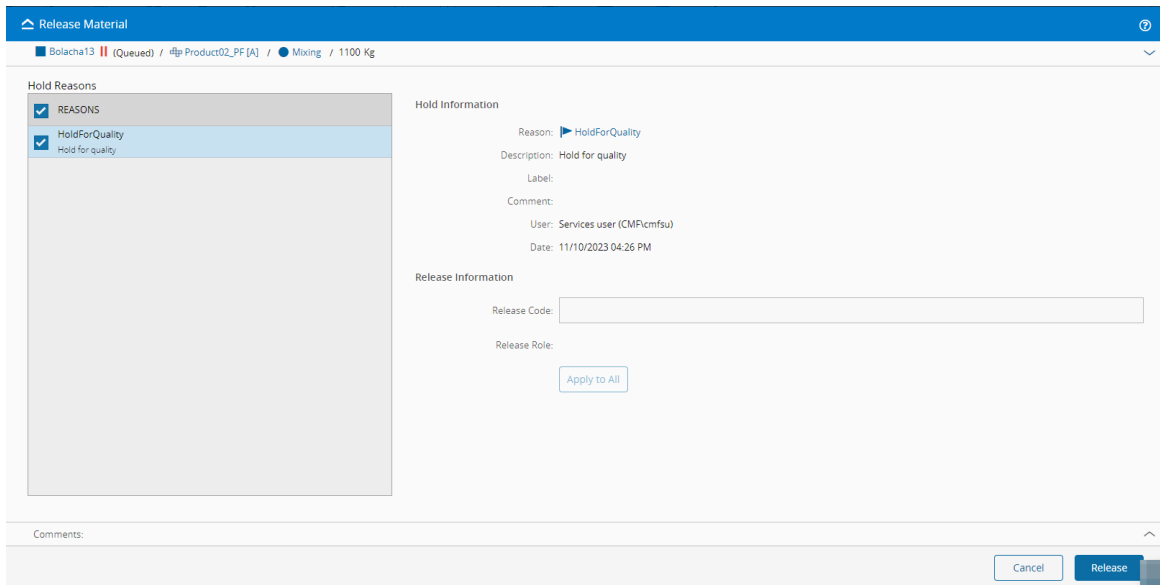 Release Material
Bolacha13 (Queued) / Product02_PF [A] / Mixing / 1100 Kg
Hold Reasons
REASONS
HoldForQuality
Hold for quality
Hold Information
Reason: HoldForQuality
Description: Hold for quality
Label:
Comment:
User: Services user (CMF\cmfsu)
Date: 11/10/2023 04:26 PM
Release Information
Release Code:
Release Role:
Apply to All
Comments:
Cancel
Release